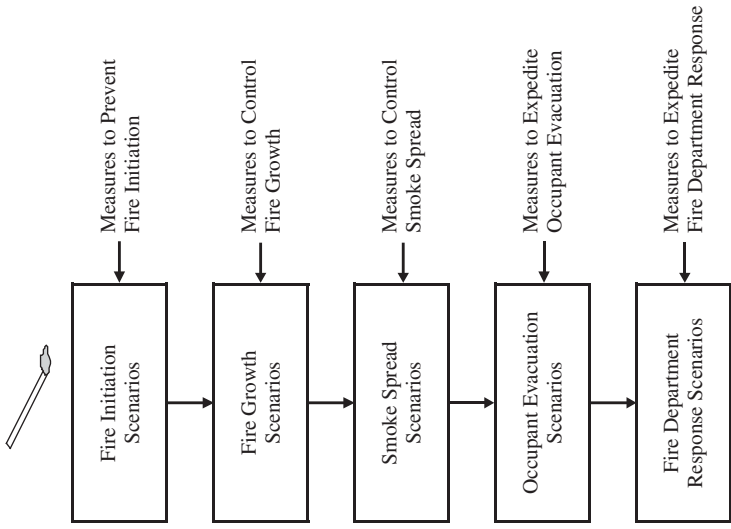 Fire Initiation
Scenarios
Measures to Prevent
Fire Initiation
Fire Growth
Scenarios
Measures to Control
Fire Growth
Smoke Spread
Scenarios
Measures to Control
Smoke Spread
Occupant Evacuation
Scenarios
Measures to Expedite
Occupant Evacuation
Fire Department
Response Scenarios
Measures to Expedite
Fire Department Response